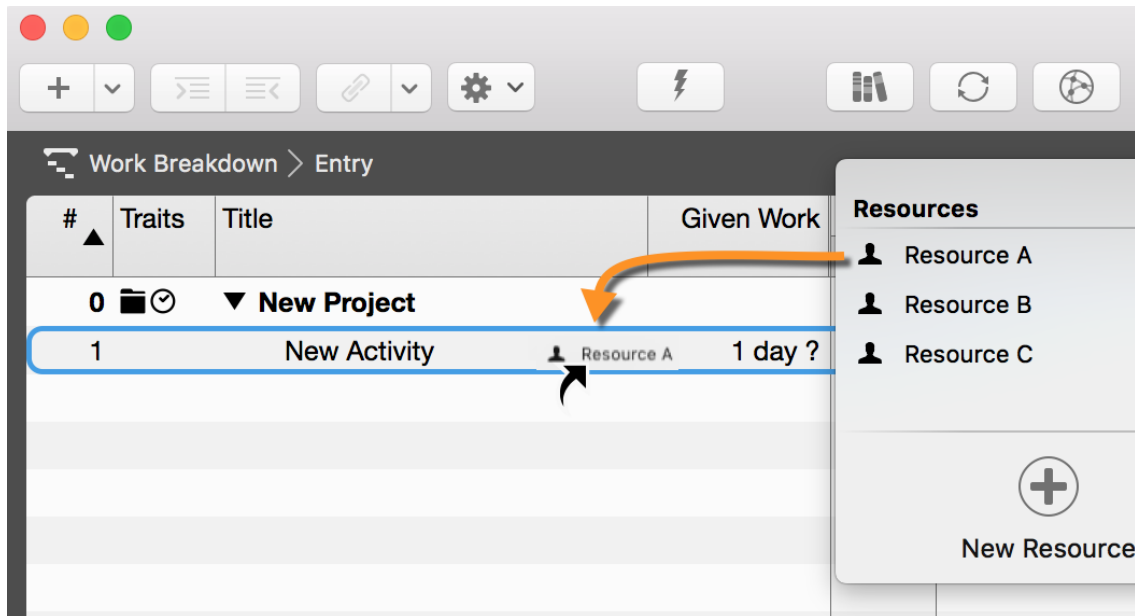 Work Breakdown > Entry
# Traits Title Given Work
Resources
Resource A
0 New Project
Resource B
1 New Activity Resource A 1 day ?
Resource C
New Resource